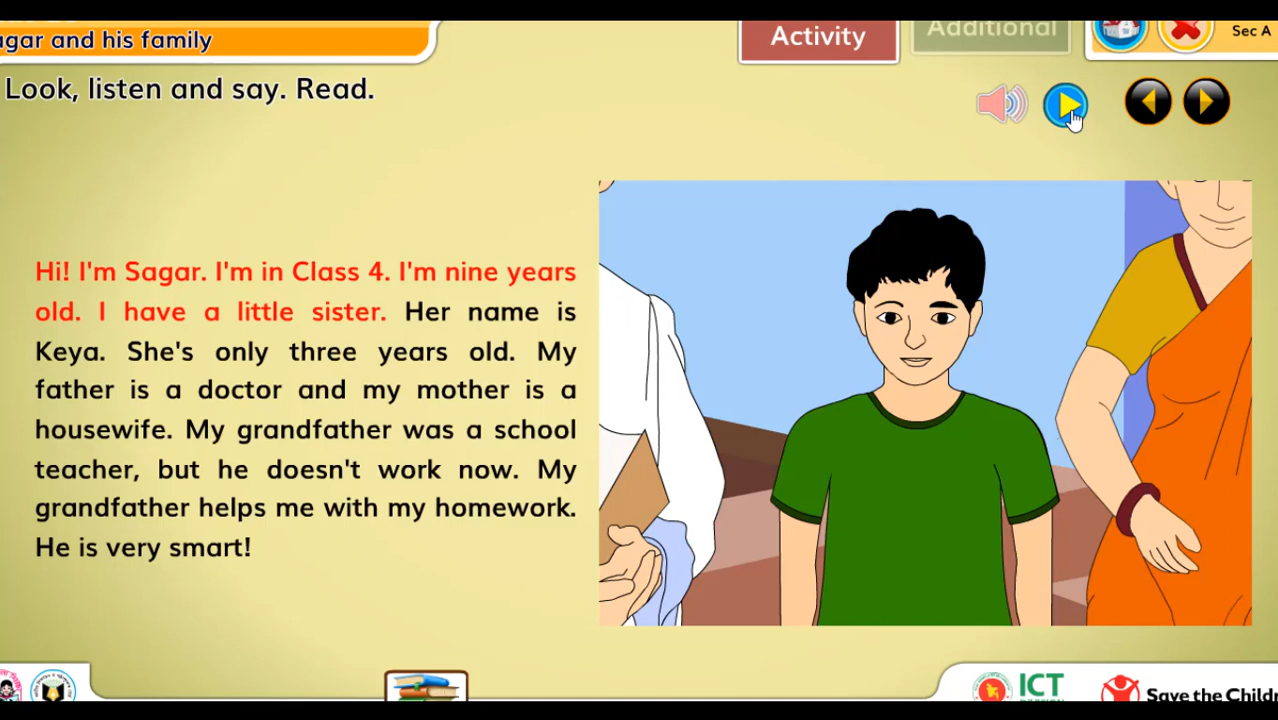 agar and his family
Activity
Additional
Sec A
Look, listen and say. Read.
Hi! I'm Sagar. I'm in Class 4. I'm nine years
old. I have a little sister. Her name is
Keya. She's only three years old. My
father is a doctor and my mother is a
housewife. My grandfather was a school
teacher, but he doesn't work now. My
grandfather helps me with my homework.
He is very smart!
ICT
Save the Childr